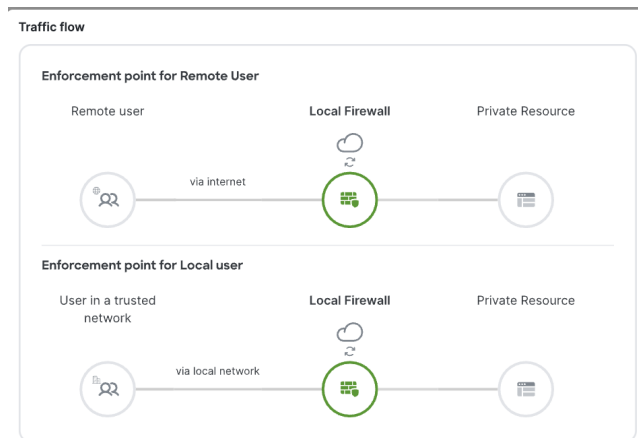 Traffic flow
Enforcement point for Remote User
Remote user
Local Firewall
Private Resource
via internet
Enforcement point for Local user
User in a trusted
network
Local Firewall
Private Resource
via local network